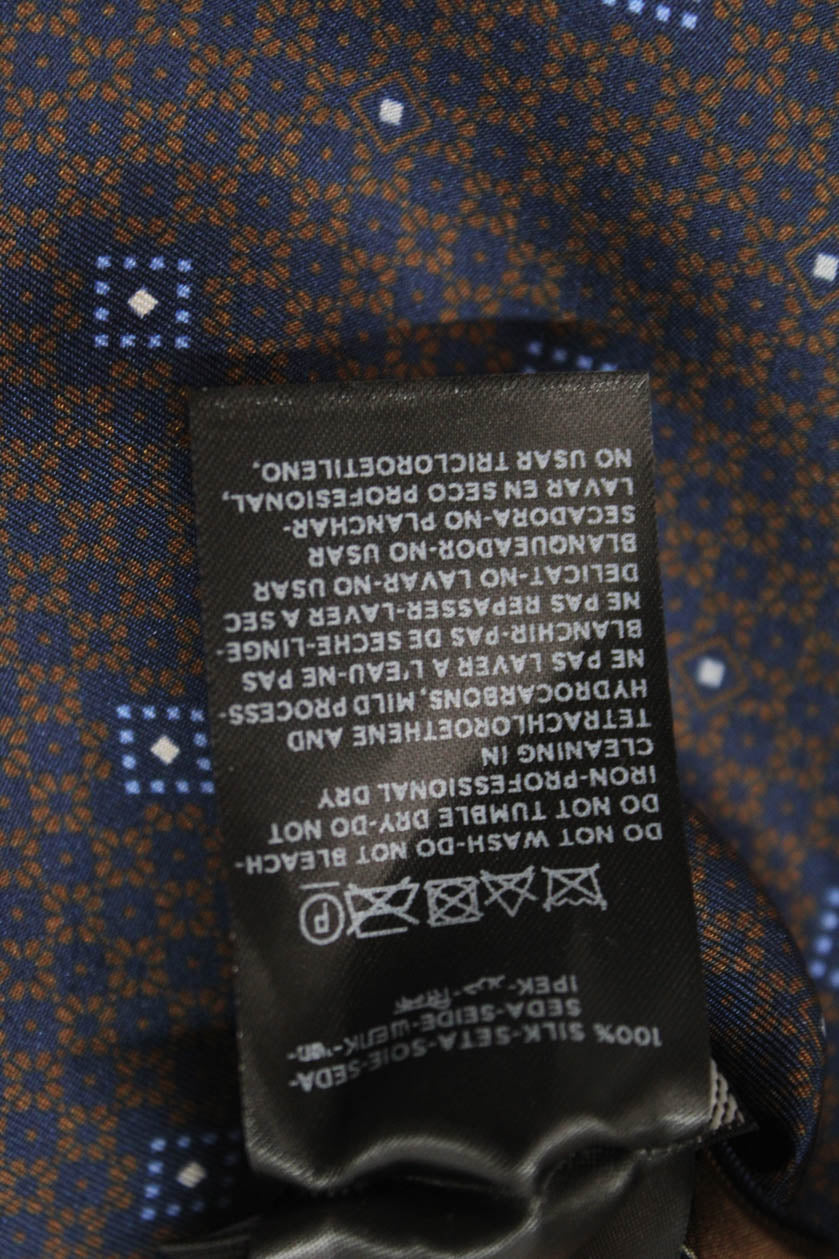 100% SILK-SETA-SOIE-SEDA-
SEDA-SEIDE-
IPEK-
P
DO NOT WASH-DO NOT BLEACH-
DO NOT TUMBLE DRY-DO NOT
IRON-PROFESSIONAL DRY
CLEANING IN
TETRACHLOROETHENE AND
HYDROCARBONS, MILD PROCESS-
NE PAS LAVER A L'EAU-NE PAS
BLANCHIR-PAS DE SECHE-LINGE-
NE PAS REPASSER-LAVER A SEC
DELICAT-NO LAVAR-NO USAR
BLANQUEADOR-NO USAR
SECADORA-NO PLANCHAR-
LAVAR EN SECO PROFESIONAL,
NO USAR TRICLOROETILENO,